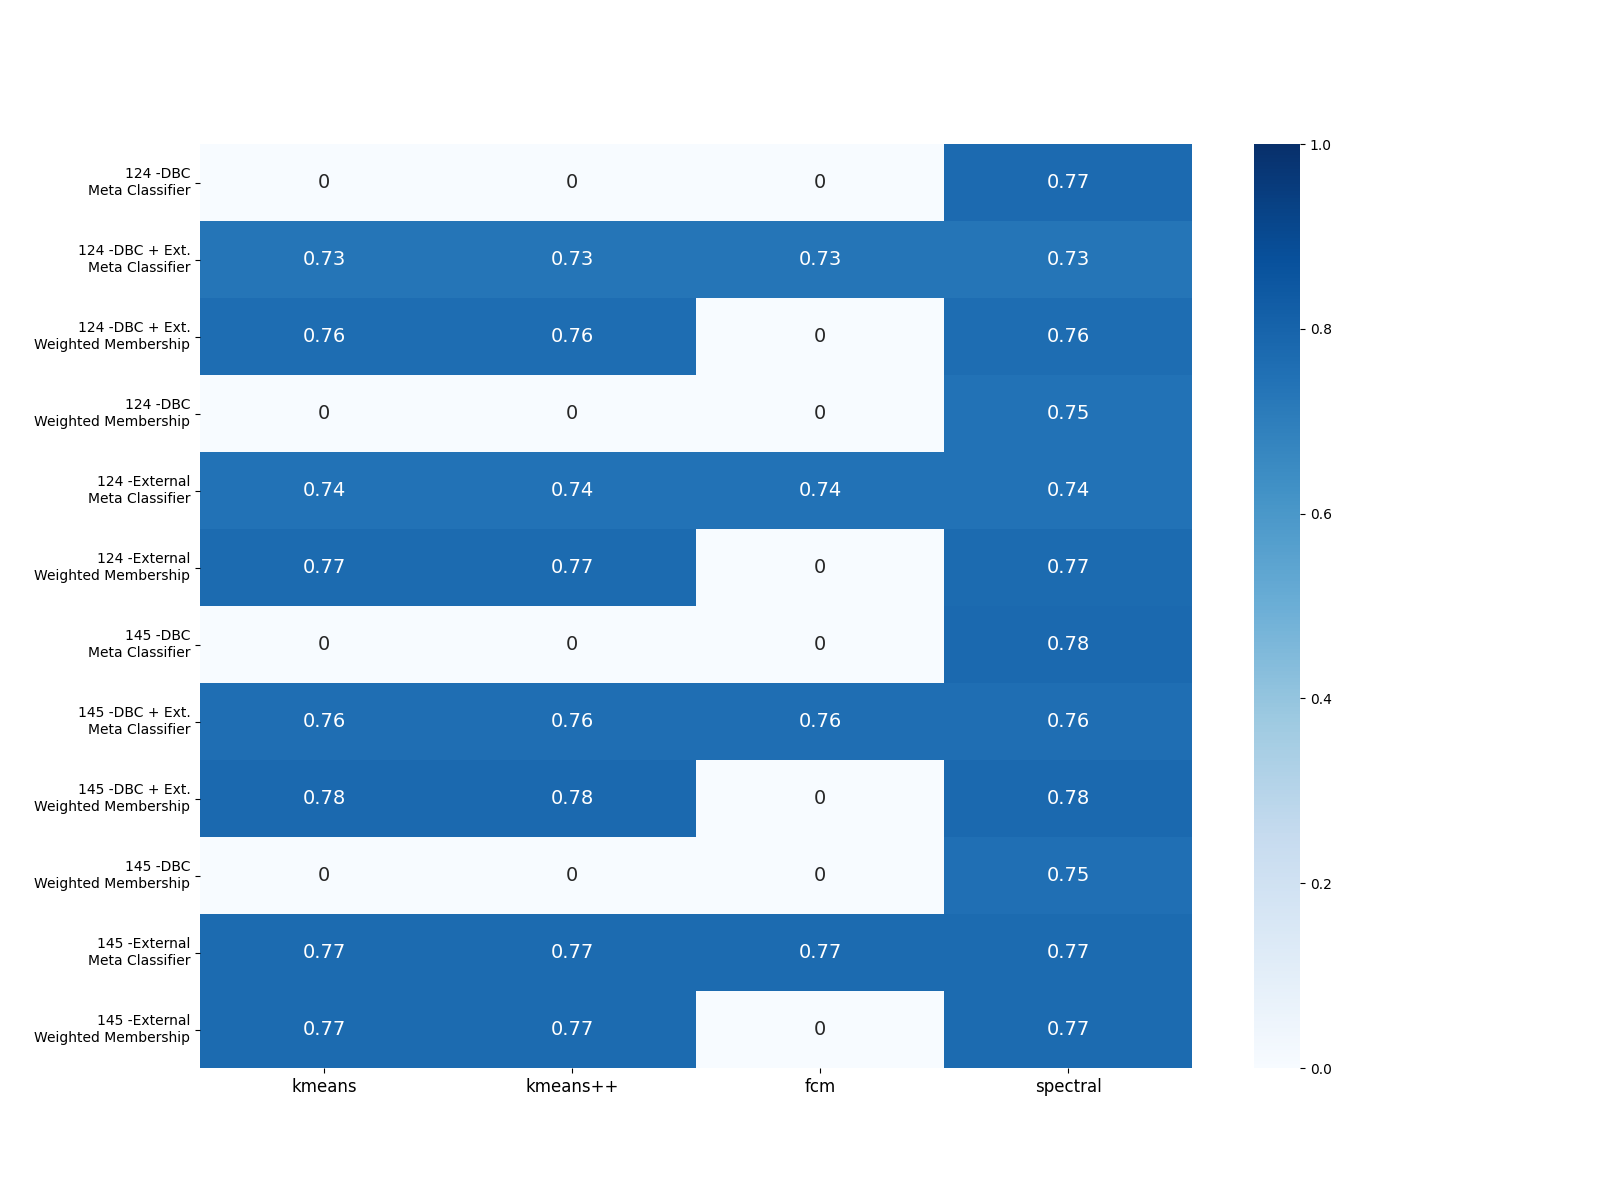 124 -DBC
Meta Classifier
0 0 0 0.77
124 -DBC + Ext.
Meta Classifier
0.73 0.73 0.73 0.73
124 -DBC + Ext.
Weighted Membership
0.76 0.76 0 0.76
124 -DBC
Weighted Membership
0 0 0 0.75
124 -External
Meta Classifier
0.74 0.74 0.74 0.74
124 -External
Weighted Membership
0.77 0.77 0 0.77
145 -DBC
Meta Classifier
0 0 0 0.78
145 -DBC + Ext.
Meta Classifier
0.76 0.76 0.76 0.76
145 -DBC + Ext.
Weighted Membership
0.78 0.78 0 0.78
145 -DBC
Weighted Membership
0 0 0 0.75
145 -External
Meta Classifier
0.77 0.77 0.77 0.77
145 -External
Weighted Membership
0.77 0.77 0 0.77
kmeans kmeans++ fcm spectral
1.0
0.8
0.6
0.4
0.2
0.0